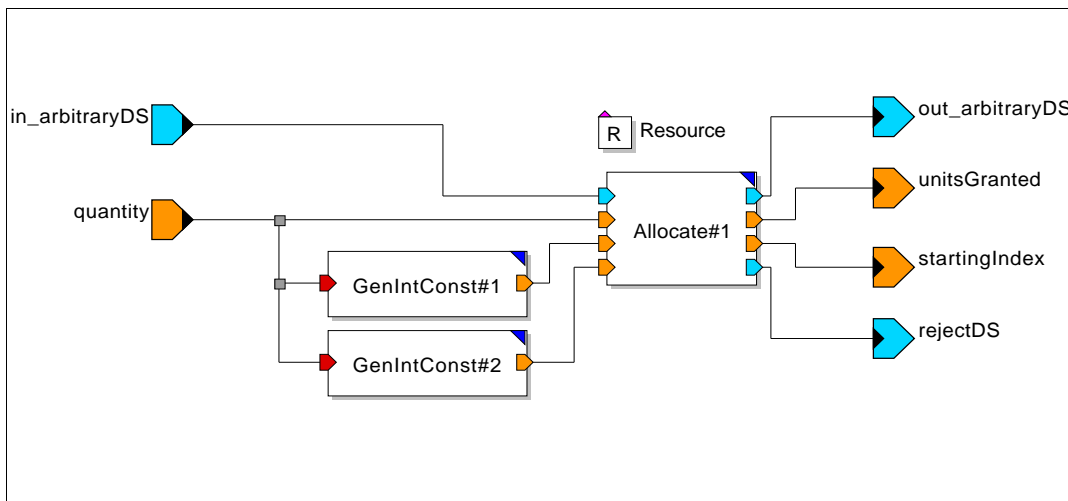 in_arbitraryDS
quantity
R
Resource
Allocate#1
GenIntConst#1
GenIntConst#2
out_arbitraryDS
unitsGranted
startingIndex
rejectDS